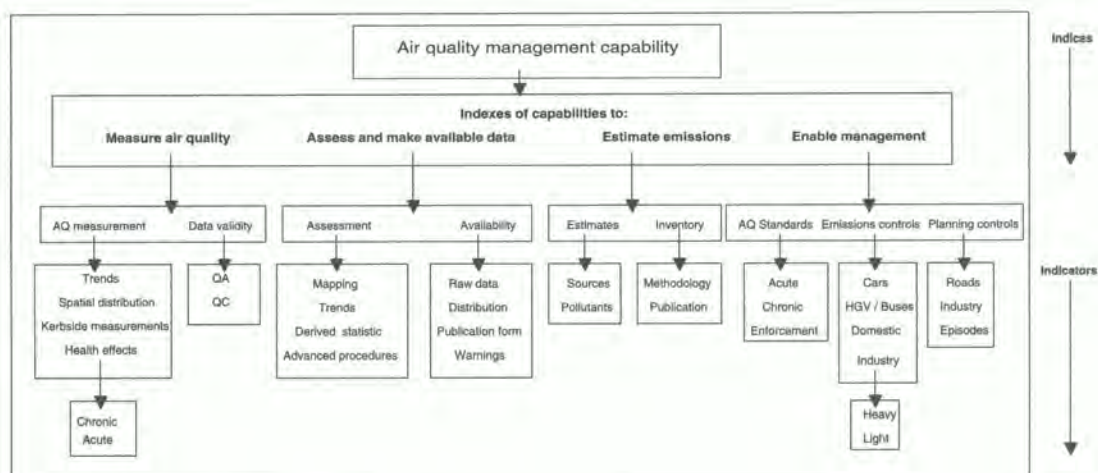 Air quality management capability
Indices
Indexes of capabilities to:
Measure air quality Assess and make available data Estimate emissions Enable management
AQ measurement Data validity Assessment Availability Estimates Inventory AQ Standards Emissions controls Planning controls
Indicators
Trends
Spatial distribution
Kerbside measurements
Health effects
Chronic
Acute
QA
QC
Mapping
Trends
Derived statistic
Advanced procedures
Raw data
Distribution
Publication form
Warnings
Sources
Pollutants
Methodology
Publication
Acute
Chronic
Enforcement
Cars
HGV / Buses
Domestic
Industry
Heavy
Light
Roads
Industry
Episodes